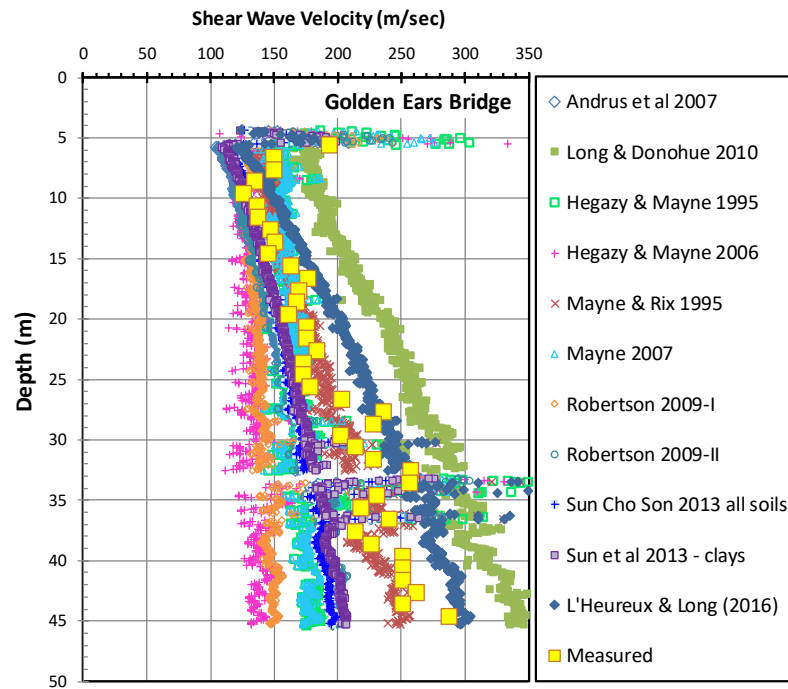 Shear Wave Velocity (m/sec)
0 50 100 150 200 250 300 350
Golden Ears Bridge
Depth (m)
0
5
10
15
20
25
30
35
40
45
50
Andrus et al 2007
Long & Donohue 2010
Hegazy & Mayne 1995
Hegazy & Mayne 2006
Mayne & Rix 1995
Mayne 2007
Robertson 2009-I
Robertson 2009-II
Sun Cho Son 2013 all soils
Sun et al 2013 - clays
L'Heureux & Long (2016)
Measured